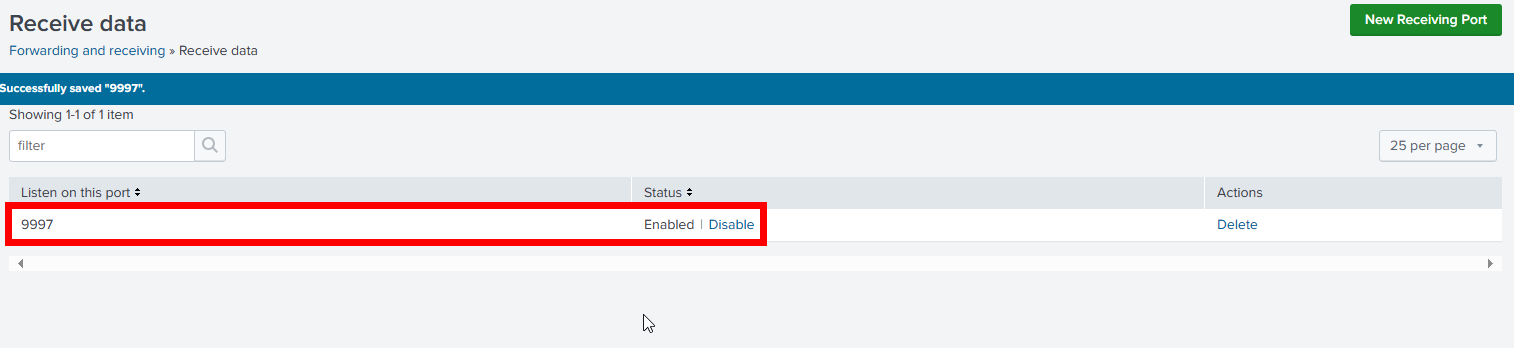 Receive data
New Receiving Port
Forwarding and receiving » Receive data
Successfully saved "9997".
Showing 1-1 of 1 item
filter
25 per page
Listen on this port Status Actions
9997 Enabled | Disable Delete